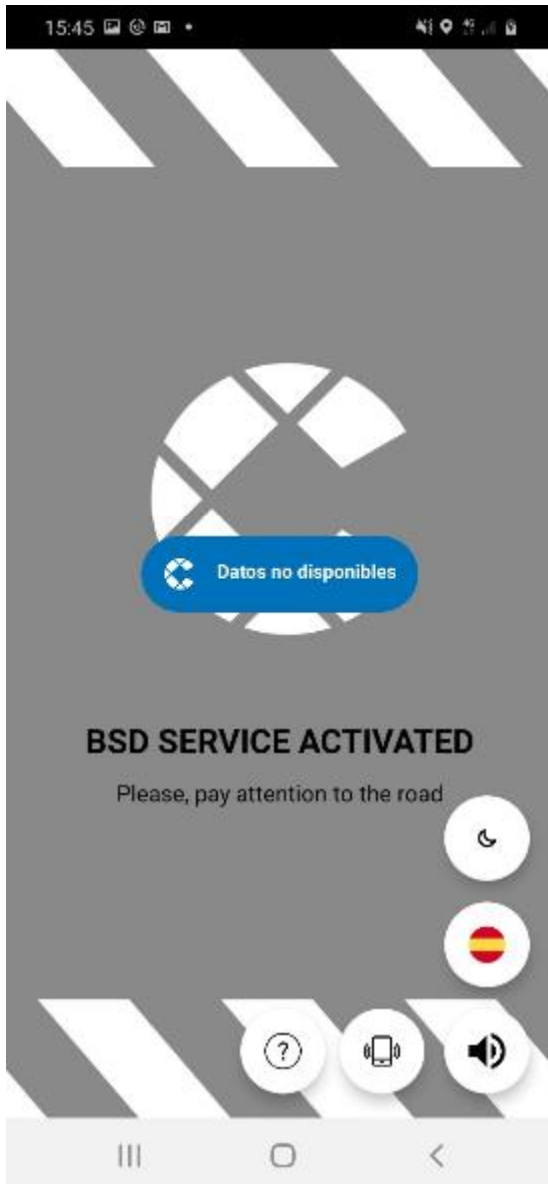 15:45
Datos no disponibles
BSD SERVICE ACTIVATED
Please, pay attention to the road
?